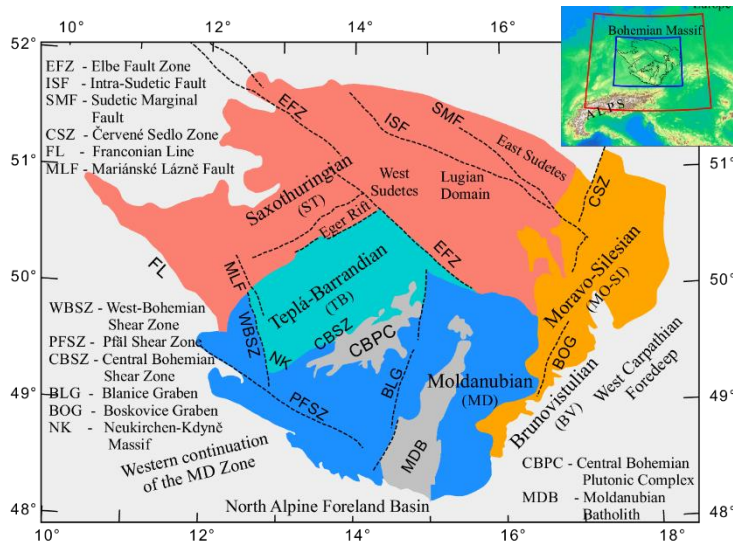 10°
12°
14°
16°
Europe
Bohemian Massif
ALPS
52°
51°
50°
49°
48°
EFZ - Elbe Fault Zone
ISF - Intra-Sudetic Fault
SMF - Sudetic Marginal
Fault
CSZ - Červené Sedlo Zone
FL - Franconian Line
MLF - Mariánské Lázně Fault
EFZ
ISF
SMF
East Sudetes
West
Sudetes
Lugian
Domain
Saxothuringian
(ST)
Eger Rift
EFZ
CSZ
51°
50°
49°
48°
FL
MLF
WBSZ
Teplá-Barrandian
(TB)
CBSZ
NK
CBPC
BLG
Moldanubian
(MD)
MDB
PFSZ
Moravo-Silesian
(MO-SI)
BOG
Brunovistulian
(BV)
West Carpathian
Foredeep
WBSZ - West-Bohemian
Shear Zone
PFSZ - Pfäl Shear Zone
CBSZ - Central Bohemian
Shear Zone
BLG - Blanice Graben
BOG - Boskovice Graben
NK - Neukirchen-Kdyně
Massif
Western continuation
of the MD Zone
North Alpine Foreland Basin
CBPC - Central Bohemian
Plutonic Complex
MDB - Moldanubian
Batholith
10°
12°
14°
16°
18°